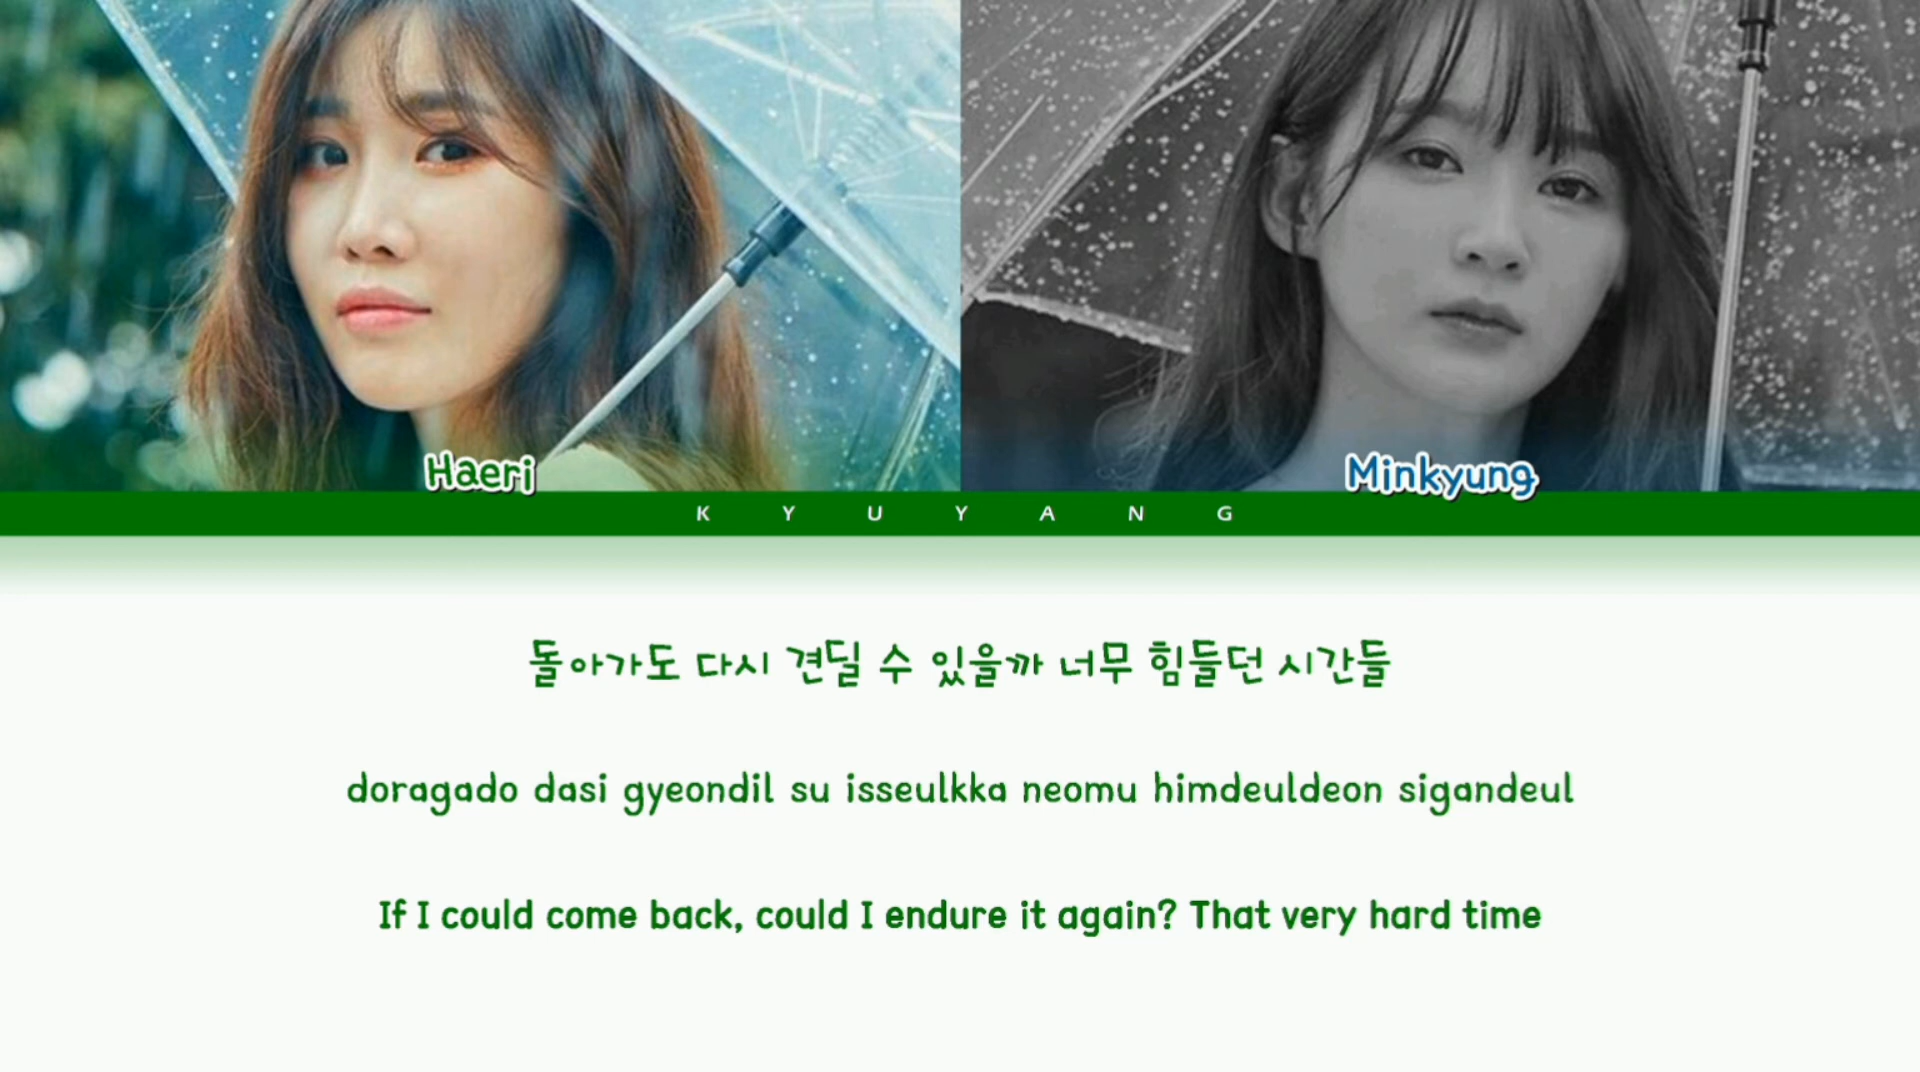 Haeri
Minkyung
K Y U Y A N G
돌아가도 다시 견딜 수 있을까 너무 힘들던 시간들
doragado dasi gyeondil su isseulkka neomu himdeuldeon sigandeul
If I could come back, could I endure it again? That very hard time